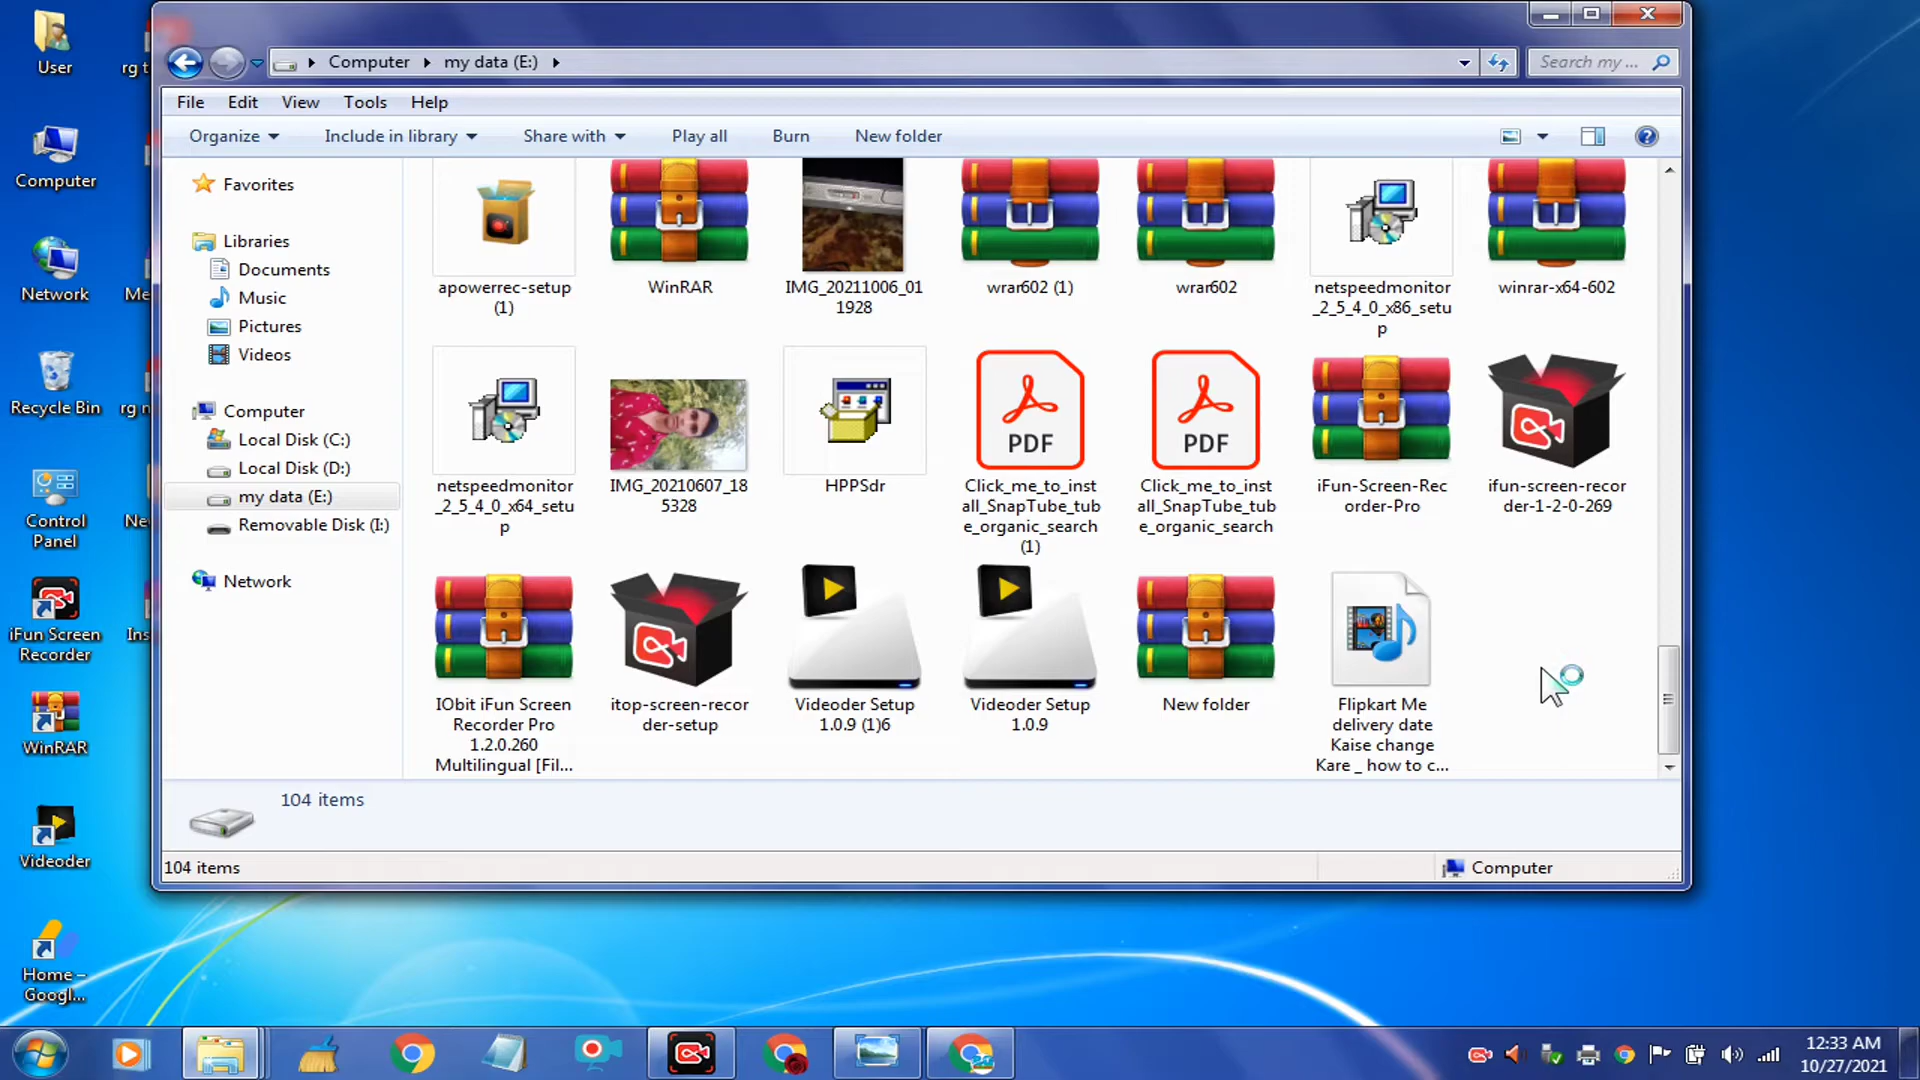 User
rg t
Computer
my data (E:)
Search my ...
File
Edit
View
Tools
Help
Organize
Include in library
Share with
Play all
Burn
New folder
Computer
Network
Me
Recycle Bin
rg n
Control
Panel
Ne
iFun Screen
Recorder
Ins
WinRAR
Videoder
Home –
Googl...
Favorites
Libraries
Documents
Music
Pictures
Videos
Computer
Local Disk (C:)
Local Disk (D:)
my data (E:)
Removable Disk (I:)
Network
apowerrec-setup
(1)
WinRAR
IMG_20211006_01
1928
wrar602 (1)
wrar602
netspeedmonitor
_2_5_4_0_x86_setu
p
winrar-x64-602
netspeedmonitor
_2_5_4_0_x64_setu
p
IMG_20210607_18
5328
HPPSdr
PDF
Click_me_to_inst
all_SnapTube_tub
e_organic_search
(1)
PDF
Click_me_to_inst
all_SnapTube_tub
e_organic_search
iFun-Screen-Rec
order-Pro
ifun-screen-recor
der-1-2-0-269
IObit iFun Screen
Recorder Pro
1.2.0.260
Multilingual [Fil...
itop-screen-recor
der-setup
Videoder Setup
1.0.9 (1)6
Videoder Setup
1.0.9
New folder
Flipkart Me
delivery date
Kaise change
Kare _ how to c...
104 items
104 items
Computer
12:33 AM
10/27/2021